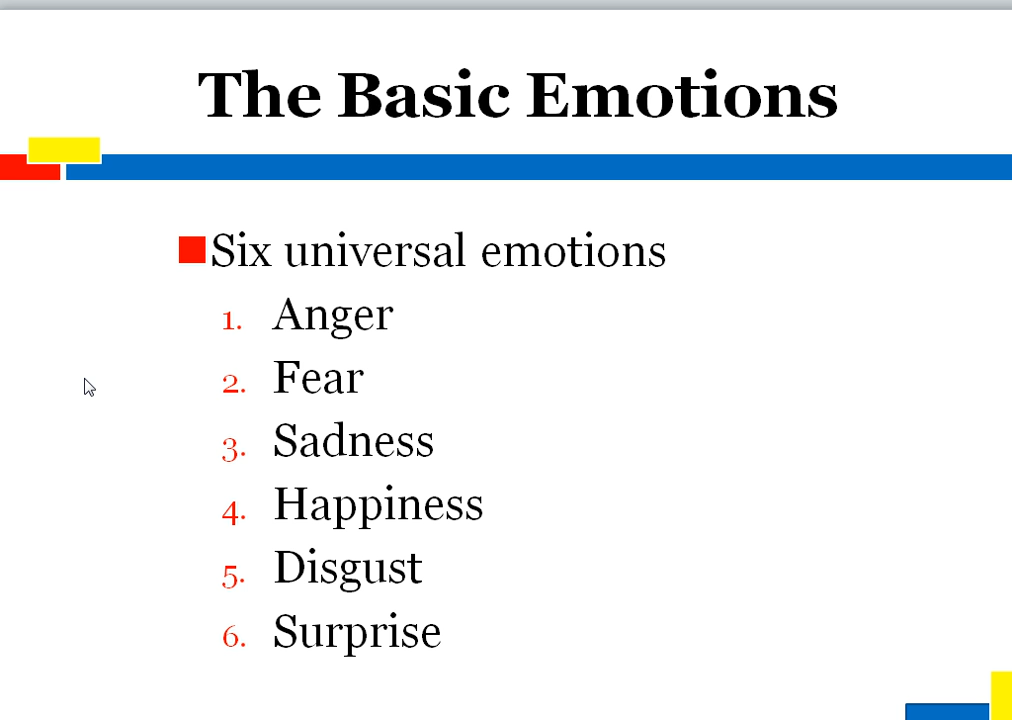 The Basic Emotions
Six universal emotions
1. Anger
2. Fear
3. Sadness
4. Happiness
5. Disgust
6. Surprise